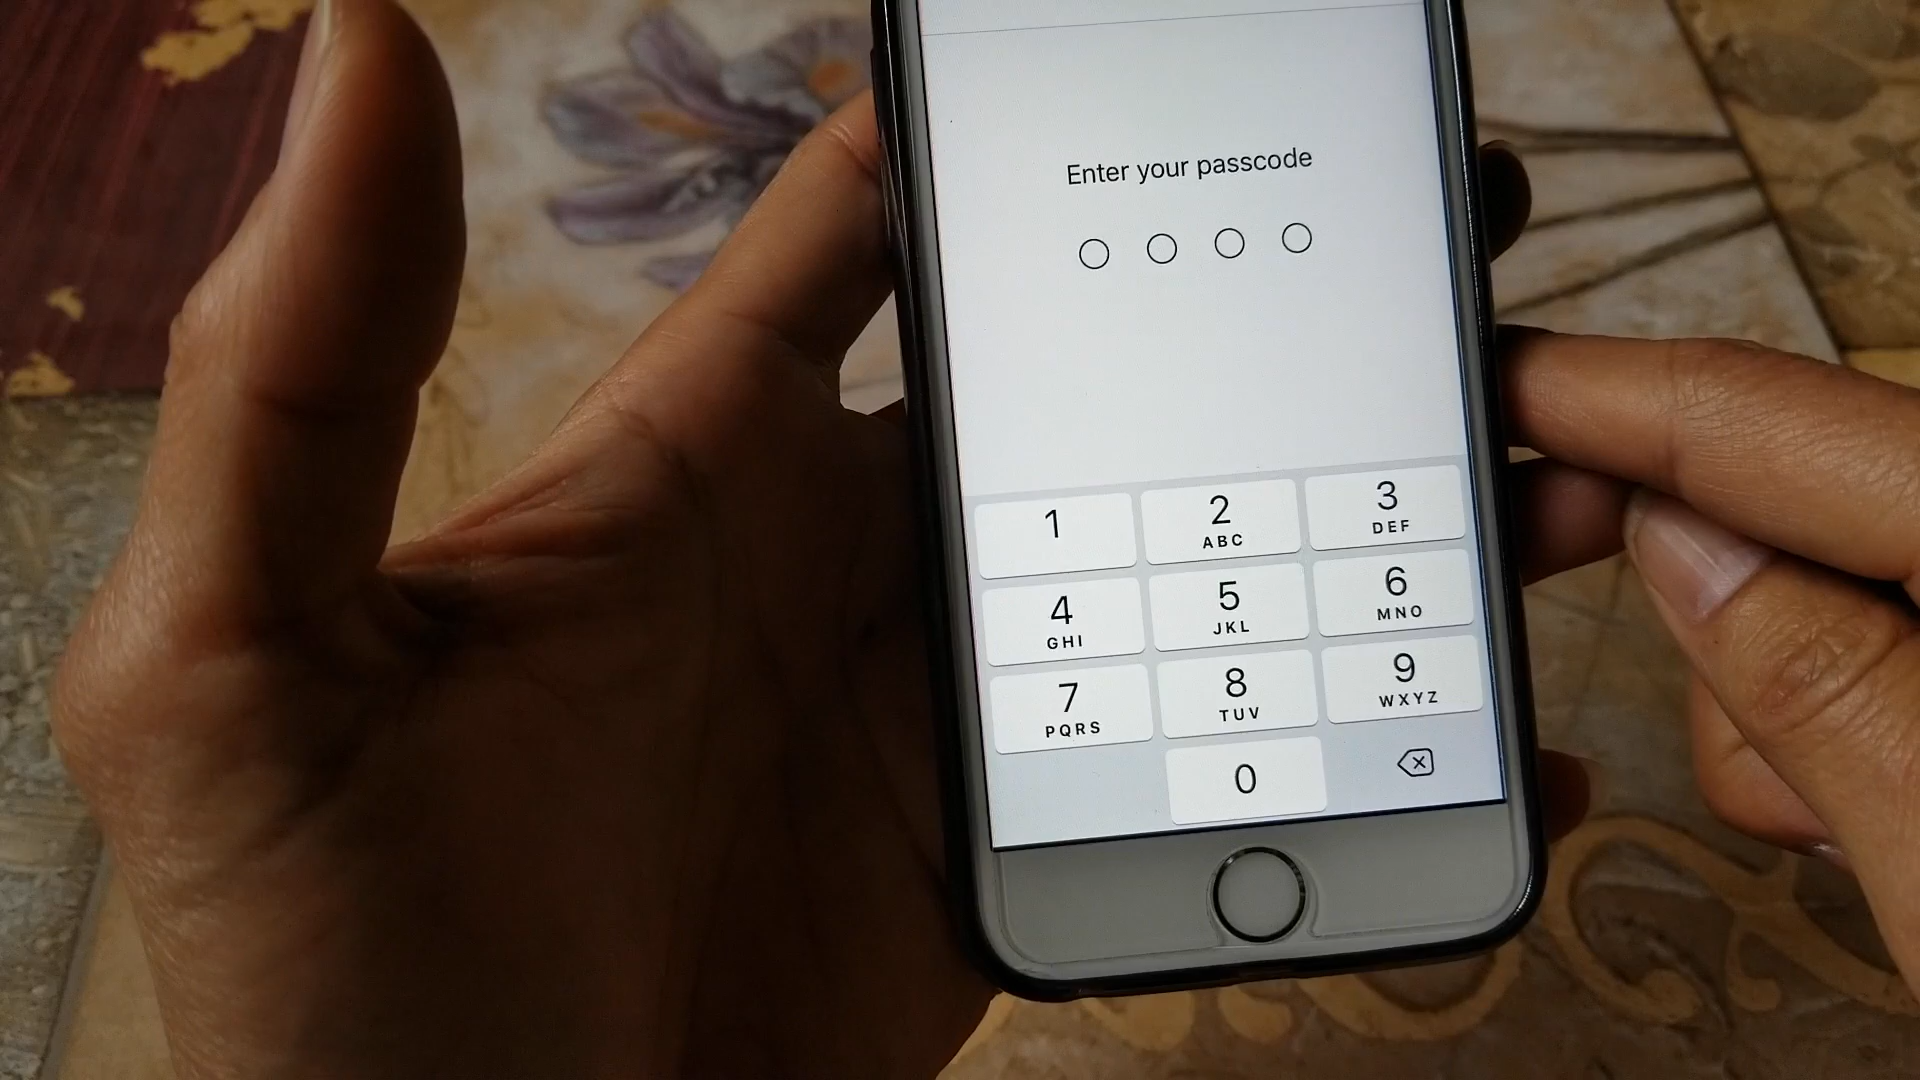 Enter your passcode
1
2
ABC
3
DEF
4
GHI
5
JKL
6
MNO
7
PQRS
8
TUV
9
WXYZ
0